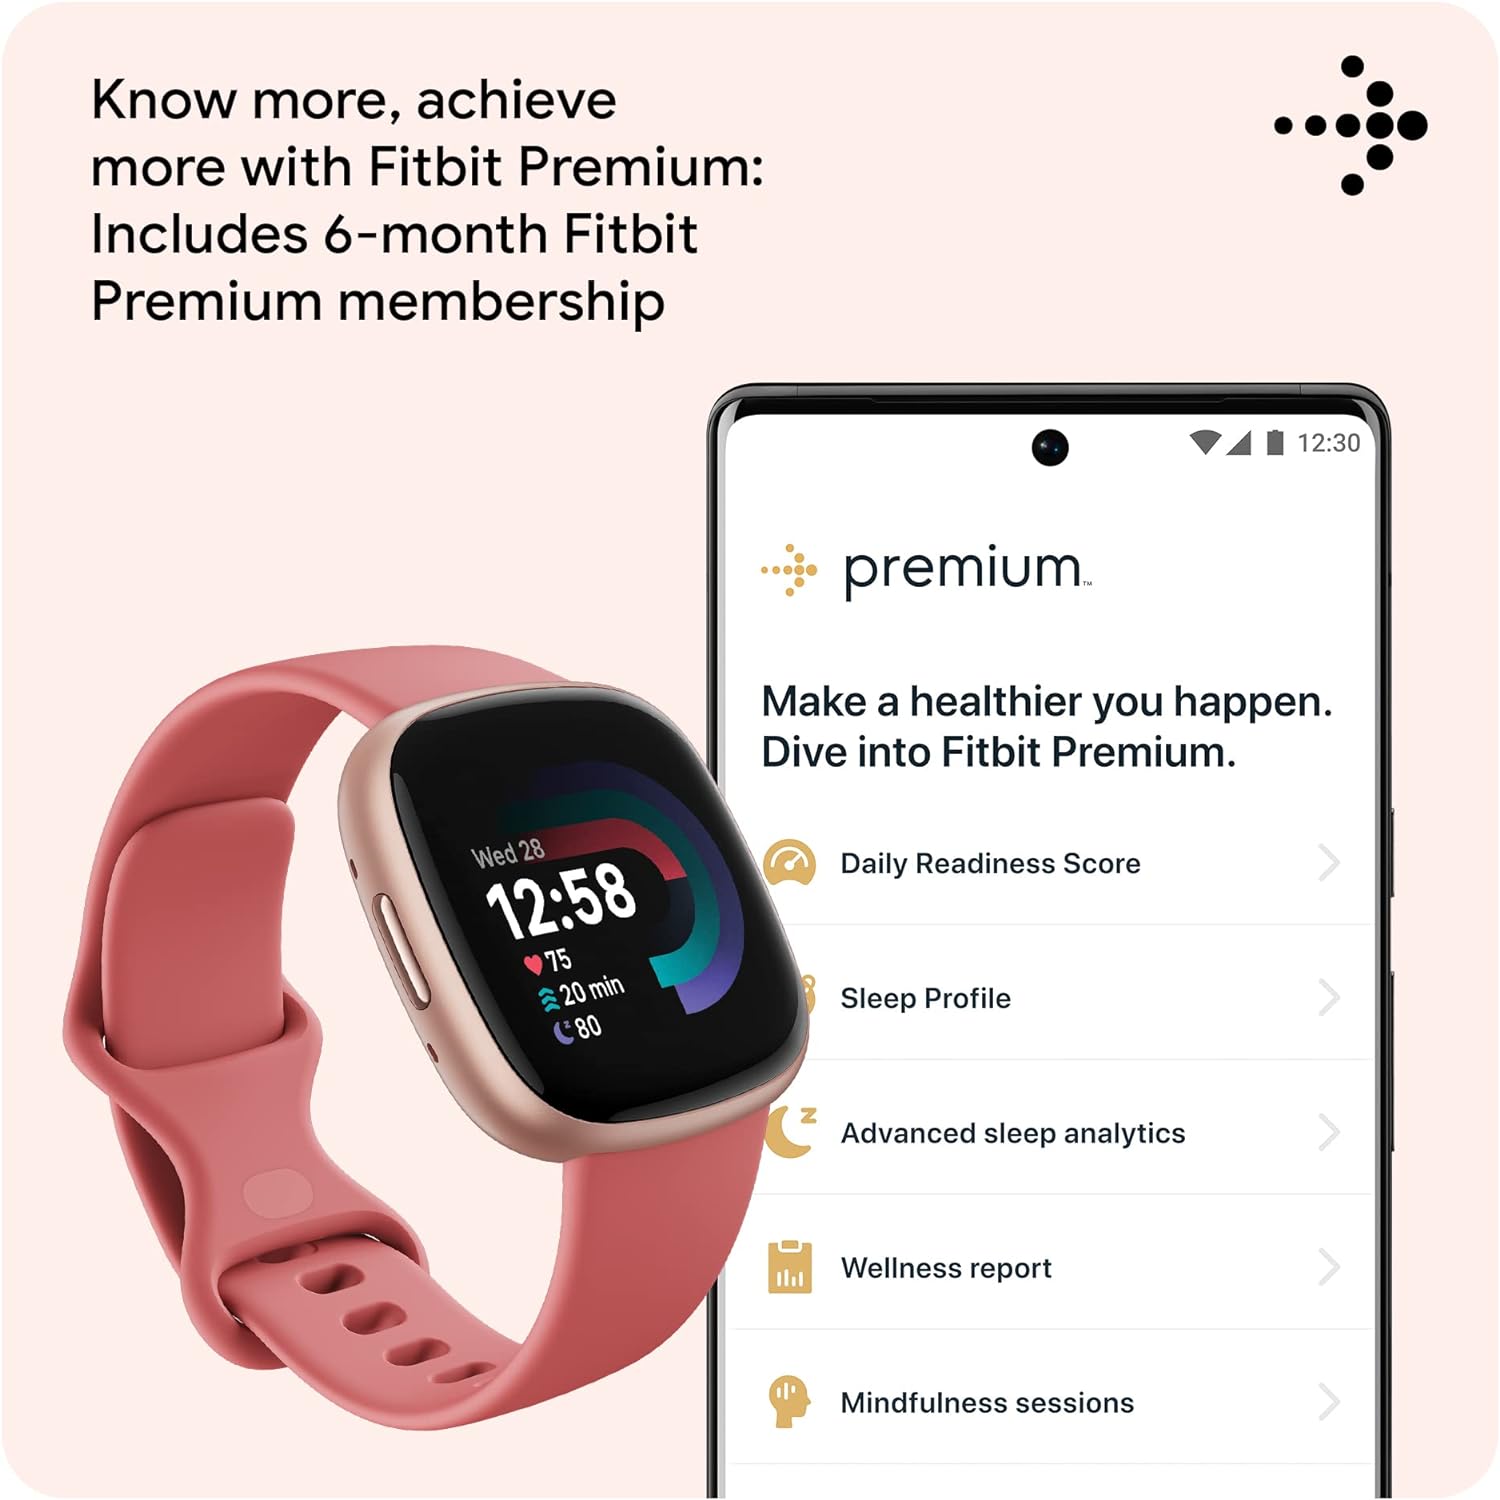 Know more, achieve
more with Fitbit Premium:
Includes 6-month Fitbit
Premium membership
12:30
premium™
Make a healthier you happen.
Dive into Fitbit Premium.
Daily Readiness Score
Sleep Profile
Advanced sleep analytics
Wellness report
Mindfulness sessions
Wed 28
12:58
75
20 min
z80